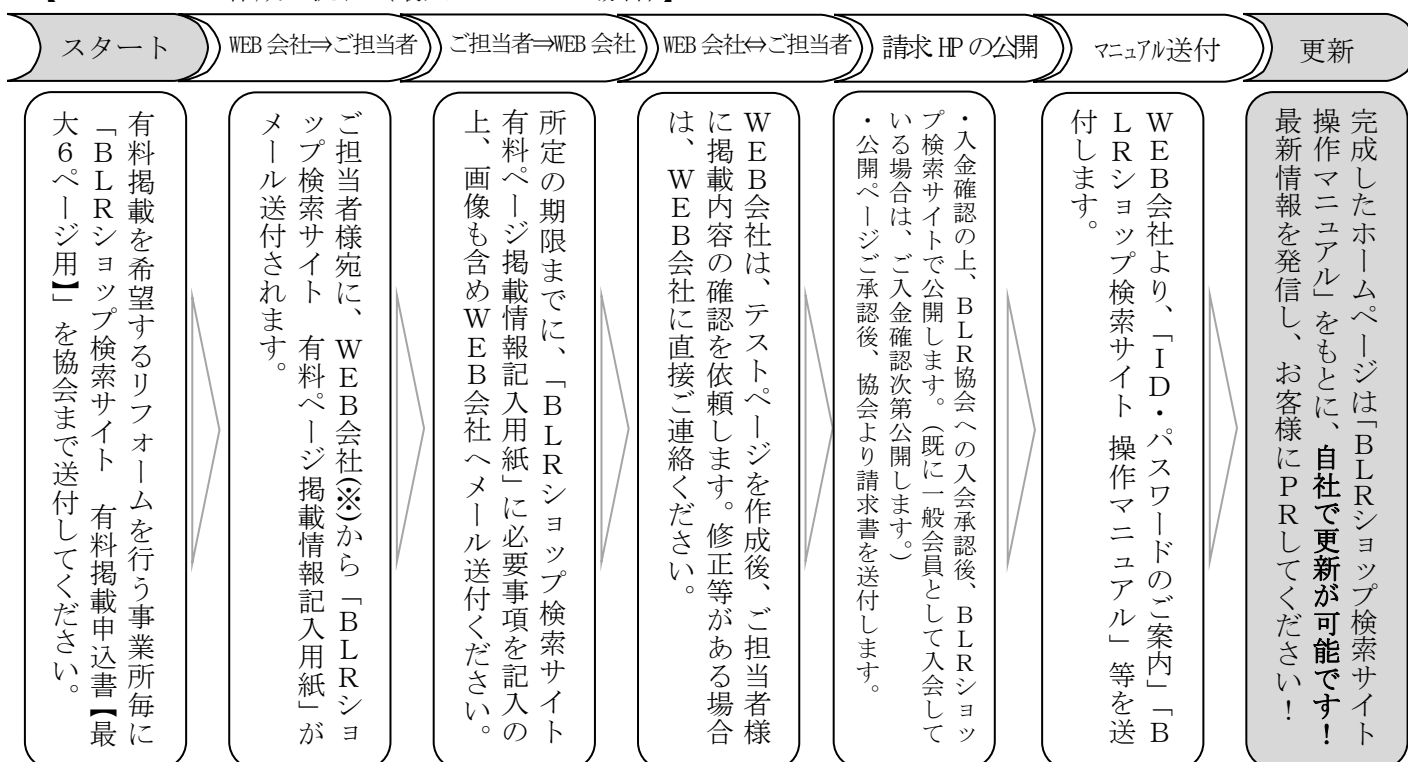 スタート
WEB会社⇒ご担当者
ご担当者⇒WEB会社
WEB会社⇔ご担当者
請求HPの公開
マニュアル送付
更新
有料掲載を希望するリフォームを行う事業所毎に
「ＢＬＲショップ検索サイト　有料掲載申込書【最
大６ページ用】」を協会まで送付してください。
ご担当者様宛に、ＷＥＢ会社(※)から「ＢＬＲショ
ップ検索サイト　有料ページ掲載情報記入用紙」が
メール送付されます。
所定の期限までに、「ＢＬＲショップ検索サイト
有料ページ掲載情報記入用紙」に必要事項を記入の
上、画像も含めＷＥＢ会社へメール送付ください。
ＷＥＢ会社は、テストページを作成後、ご担当者様
に掲載内容の確認を依頼します。修正等がある場合
は、ＷＥＢ会社に直接ご連絡ください。
・入金確認の上、ＢＬＲ協会への入会承認後、ＢＬＲショッ
プ検索サイトで公開します。（既に一般会員として入会して
いる場合は、ご入金確認次第公開します。）
・公開ページご承認後、協会より請求書を送付します。
ＷＥＢ会社より、「ＩＤ・パスワードのご案内」「Ｂ
ＬＲショップ検索サイト 操作マニュアル」等を送
付します。
完成したホームページは「ＢＬＲショップ検索サイト
操作マニュアル」をもとに、自社で更新が可能です！
最新情報を発信し、お客様にＰＲしてください！